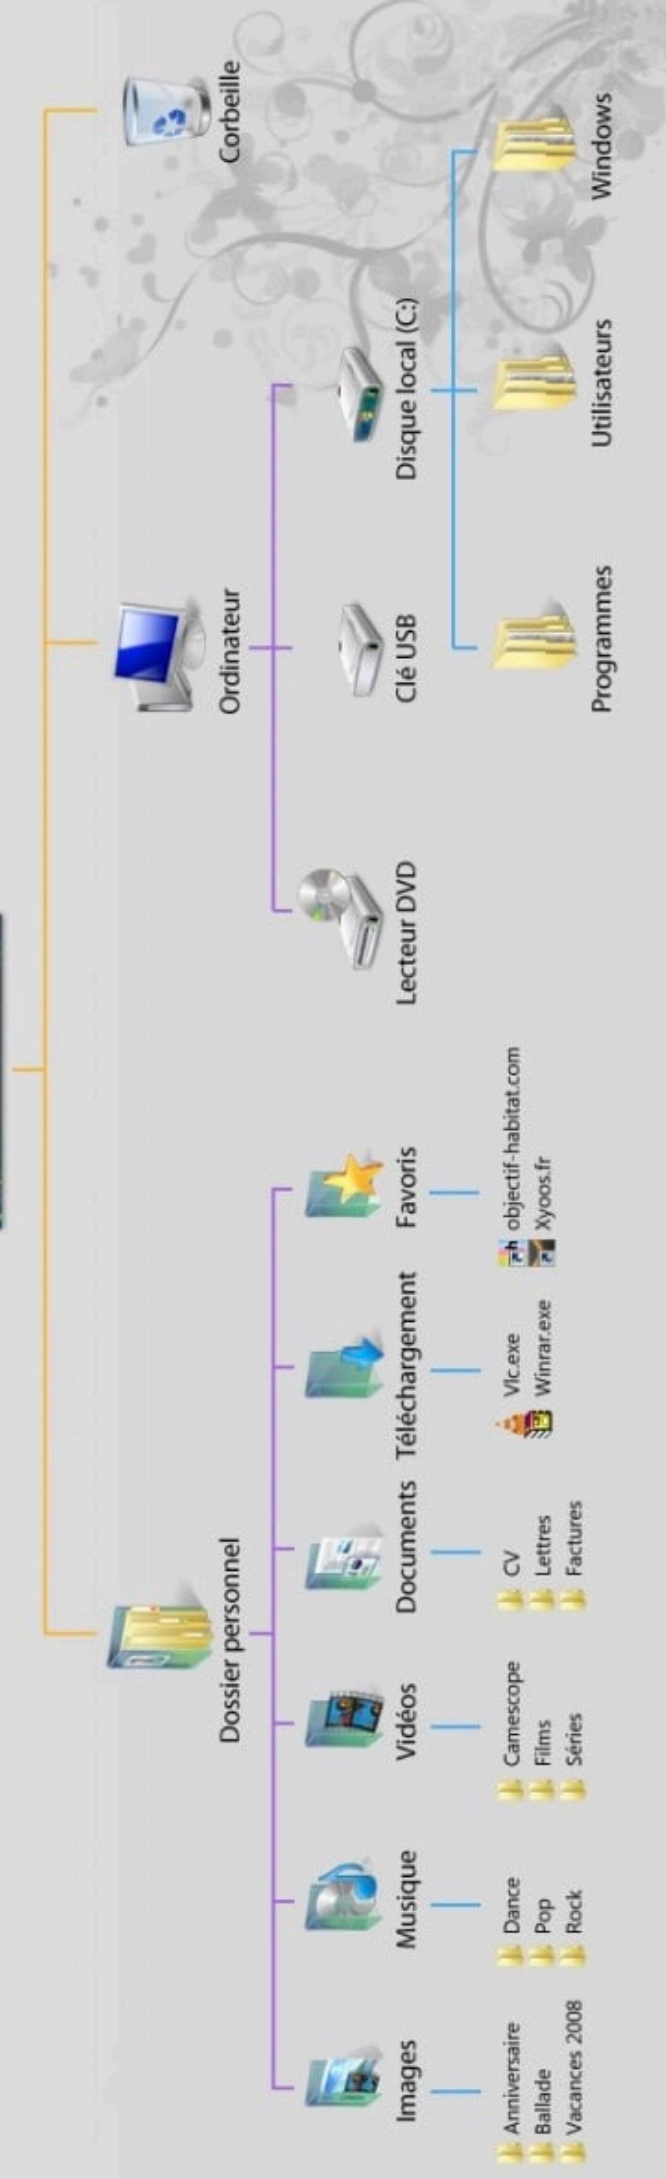 Dossier personnel
Ordinateur
Corbeille
Images
Musique
Vidéos
Documents
Téléchargement
Favoris
Lecteur DVD
Clé USB
Disque local (C:)
Anniversaire
Ballade
Vacances 2008
Dance
Pop
Rock
Camescope
Films
Séries
CV
Lettres
Factures
Vlc.exe
Winrar.exe
objectif-habitat.com
Xyoos.fr
Programmes
Utilisateurs
Windows